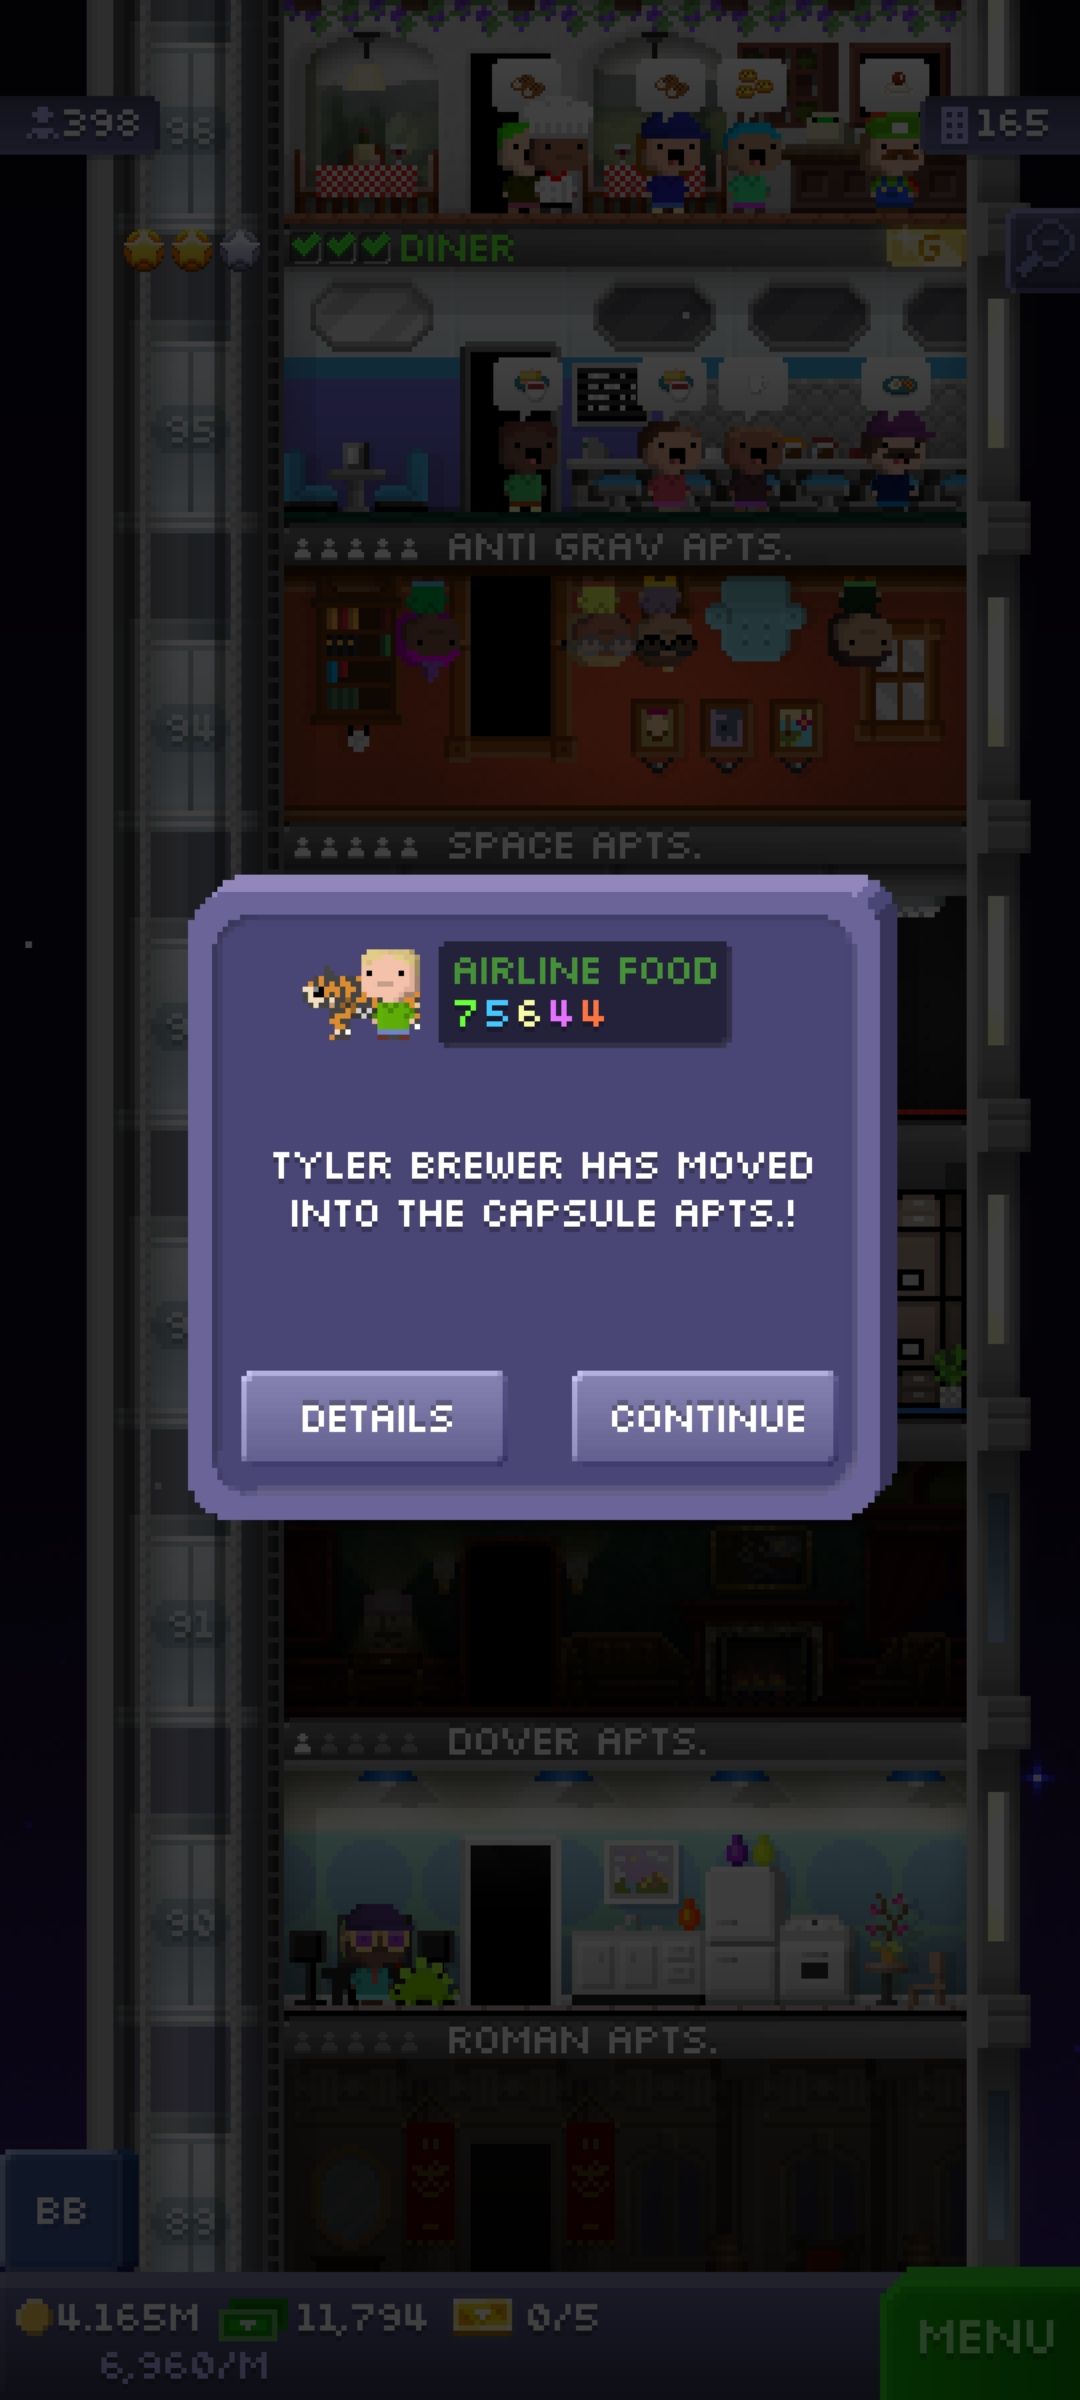 398
96
165
DINER
G
95
ANTI GRAV APTS.
94
SPACE APTS.
AIRLINE FOOD
75644
TYLER BREWER HAS MOVED
INTO THE CAPSULE APTS.!
DETAILS
CONTINUE
91
DOVER APTS.
90
ROMAN APTS.
BB
89
4.165M
11,794
0/5
6,960/M
MENU